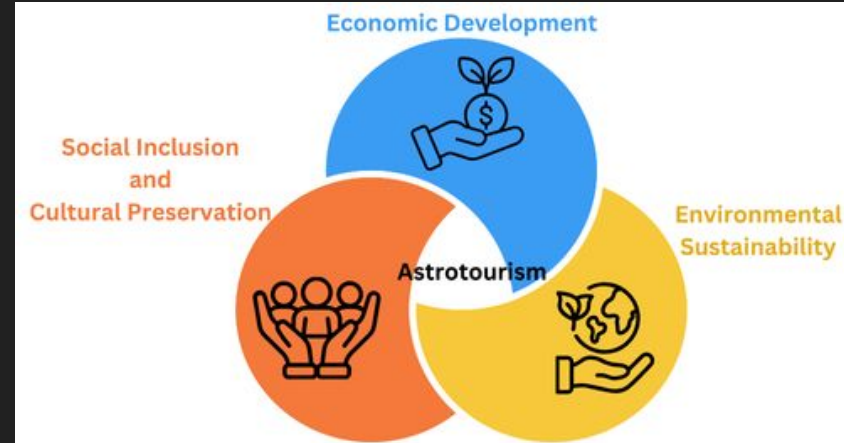 Economic Development
Social Inclusion
and
Cultural Preservation
Environmental
Sustainability
Astrotourism
$